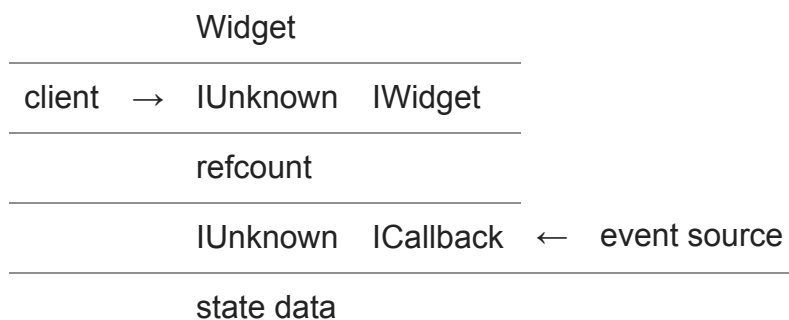 Widget
client → IUnknown IWidget
refcount
IUnknown ICallback ← event source
state data